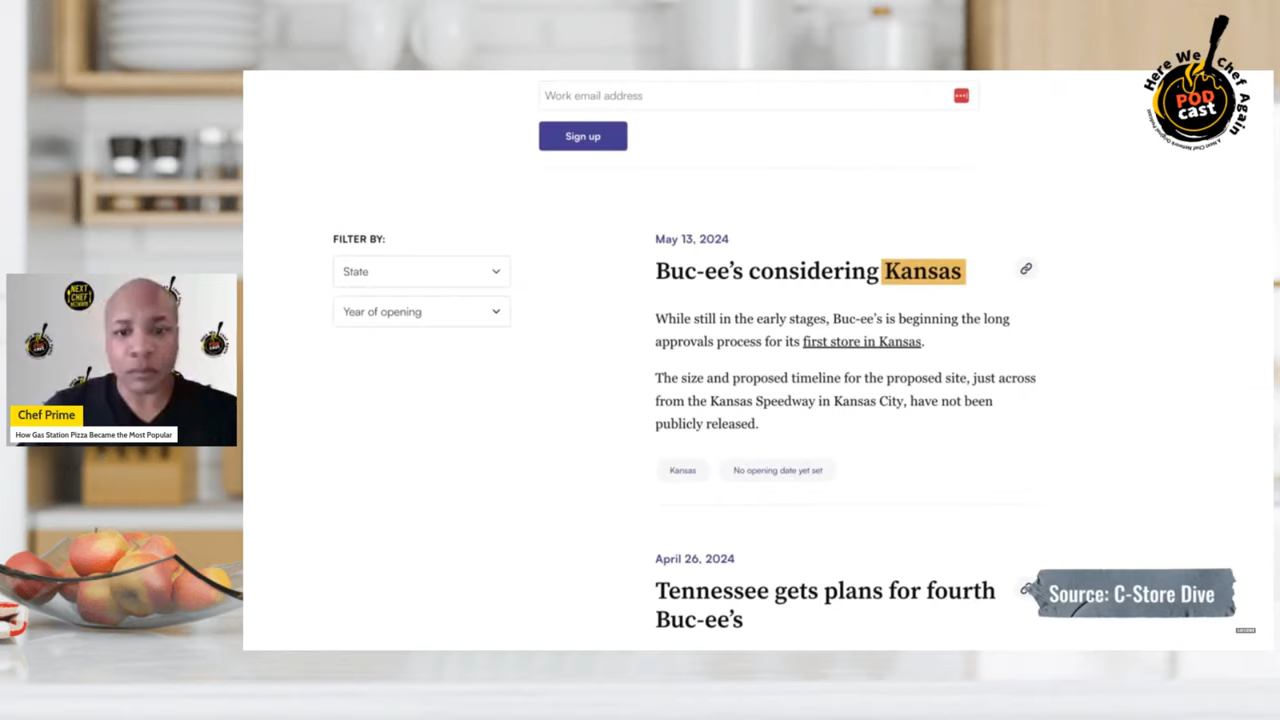 Here We Chef Again
POD
cast
Work email address
Sign up
FILTER BY:
State
Year of opening
May 13, 2024
Buc-ee's considering Kansas
While still in the early stages, Buc-ee's is beginning the long
approvals process for its first store in Kansas.
The size and proposed timeline for the proposed site, just across
from the Kansas Speedway in Kansas City, have not been
publicly released.
Kansas
No opening date yet set
April 26, 2024
Tennessee gets plans for fourth
Buc-ee's
Source: C-Store Dive
NEXT
CHEF
Chef Prime
How Gas Station Pizza Became the Most Popular